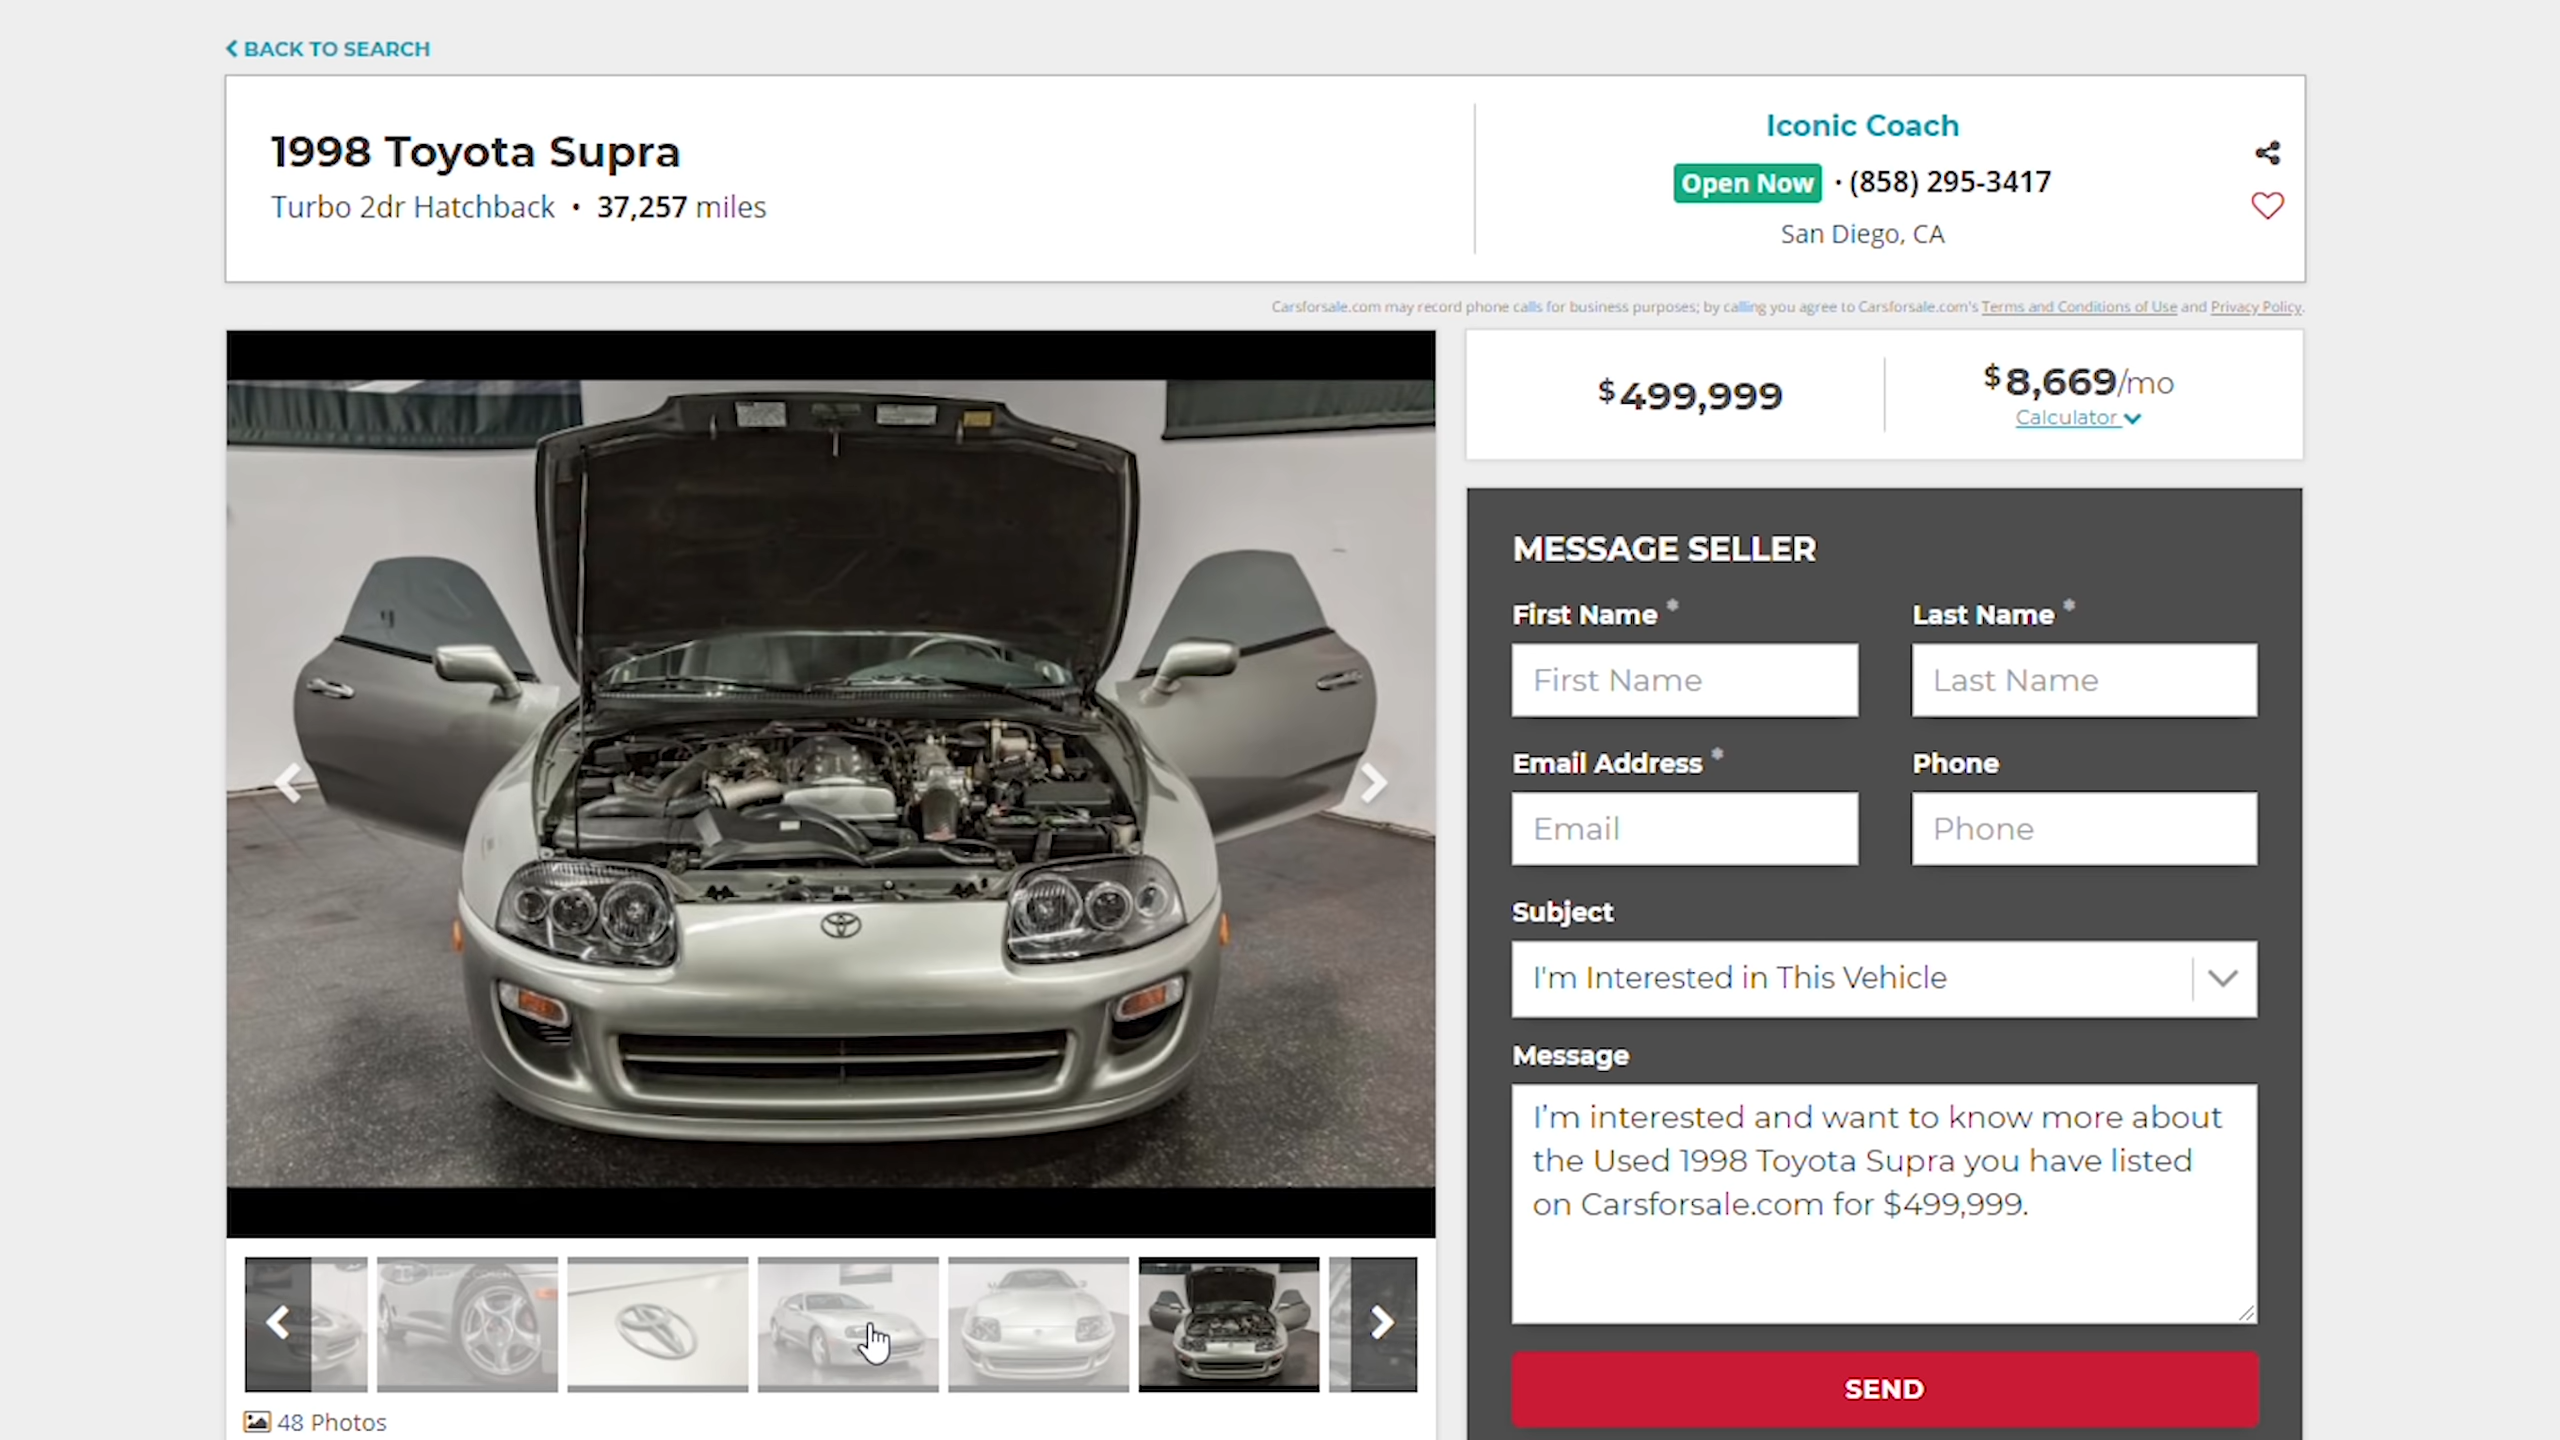 BACK TO SEARCH
1998 Toyota Supra
Turbo 2dr Hatchback • 37,257 miles
Iconic Coach
Open Now · (858) 295-3417
San Diego, CA
Carsforsale.com may record phone calls for business purposes; by calling you agree to Carsforsale.com's Terms and Conditions of Use and Privacy Policy.
$499,999
$8,669/mo
Calculator
MESSAGE SELLER
First Name * Last Name *
First Name Last Name
Email Address * Phone
Email Phone
Subject
I'm Interested in This Vehicle
Message
I'm interested and want to know more about
the Used 1998 Toyota Supra you have listed
on Carsforsale.com for $499,999.
SEND
48 Photos